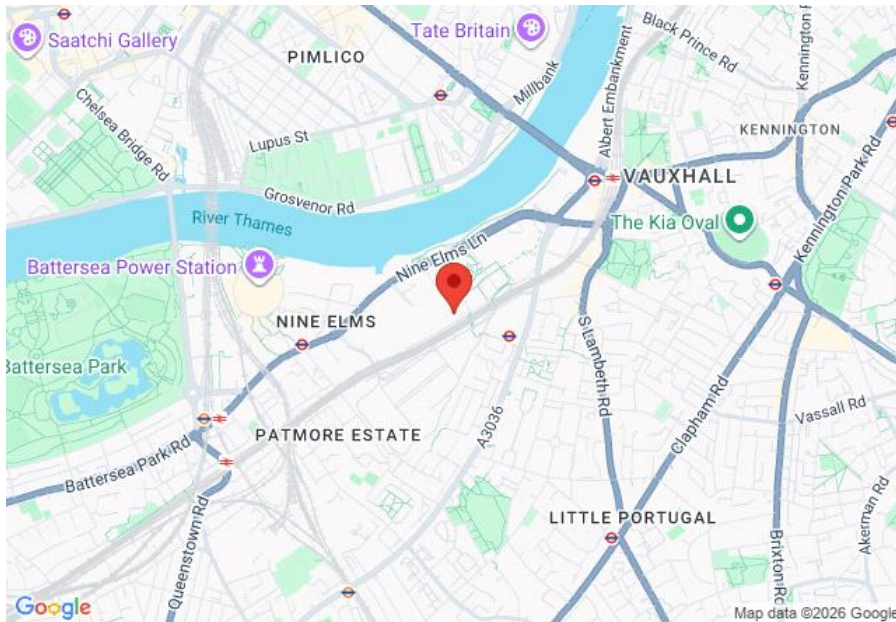 Saatchi Gallery
Tate Britain
Black Prince Rd
Kennington R
PIMLICO
Millbank
Albert Embankment
Chelsea Bridge Rd
Lupus St
KENNINGTON
VAUXHALL
Grosvenor Rd
River Thames
The Kia Oval
Kennington Park Rd
Nine Elms Ln
Battersea Power Station
NINE ELMS
S Lambeth Rd
Battersea Park
Clapham Rd
Vassall Rd
A3036
PATMORE ESTATE
Battersea Park Rd
LITTLE PORTUGAL
Queenstown Rd
Akerman Rd
Brixton Rd
Google
Map data ©2026 Google